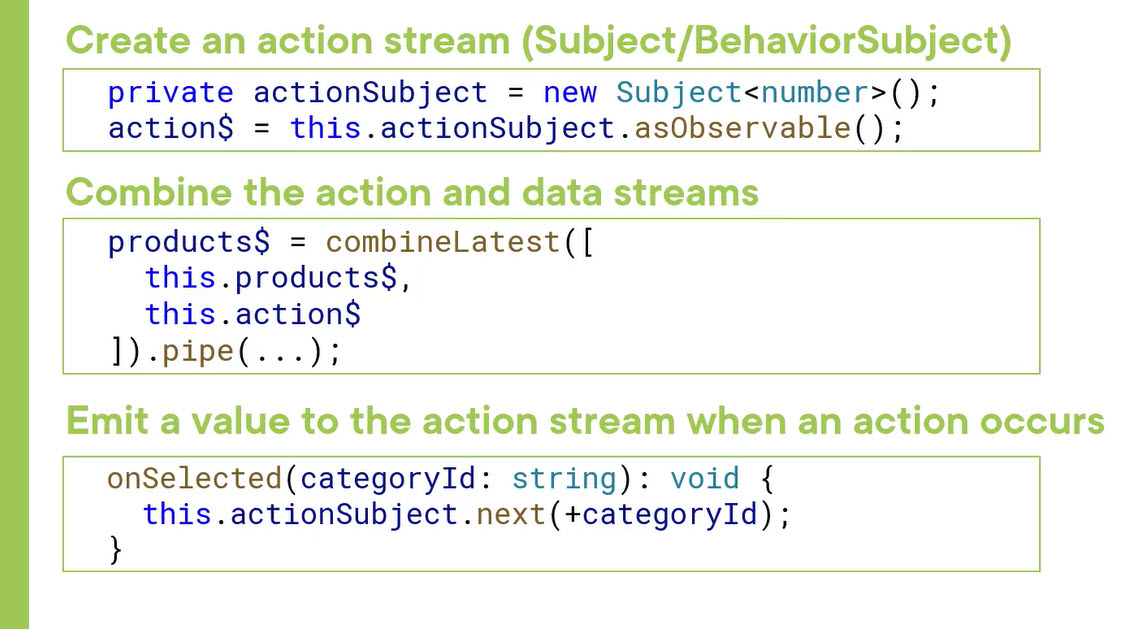 Create an action stream (Subject/BehaviorSubject)
private actionSubject = new Subject<number>();
action$ = this.actionSubject.asObservable();
Combine the action and data streams
products$ = combineLatest([
this.products$,
this.action$
]).pipe(...);
Emit a value to the action stream when an action occurs
onSelected(categoryId: string): void {
this.actionSubject.next(+categoryId);
}